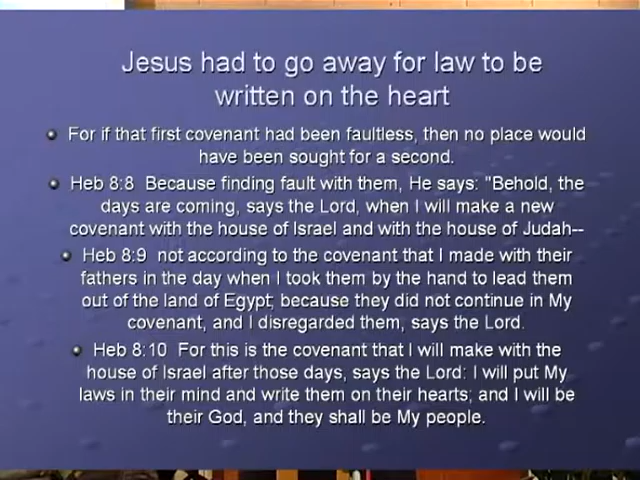 Jesus had to go away for law to be
written on the heart
For if that first covenant had been faultless, then no place would
have been sought for a second.
Heb 8:8 Because finding fault with them, He says: "Behold, the
days are coming, says the Lord, when I will make a new
covenant with the house of Israel and with the house of Judah--
Heb 8:9 not according to the covenant that I made with their
fathers in the day when I took them by the hand to lead them
out of the land of Egypt; because they did not continue in My
covenant, and I disregarded them, says the Lord.
Heb 8:10 For this is the covenant that I will make with the
house of Israel after those days, says the Lord: I will put My
laws in their mind and write them on their hearts; and I will be
their God, and they shall be My people.